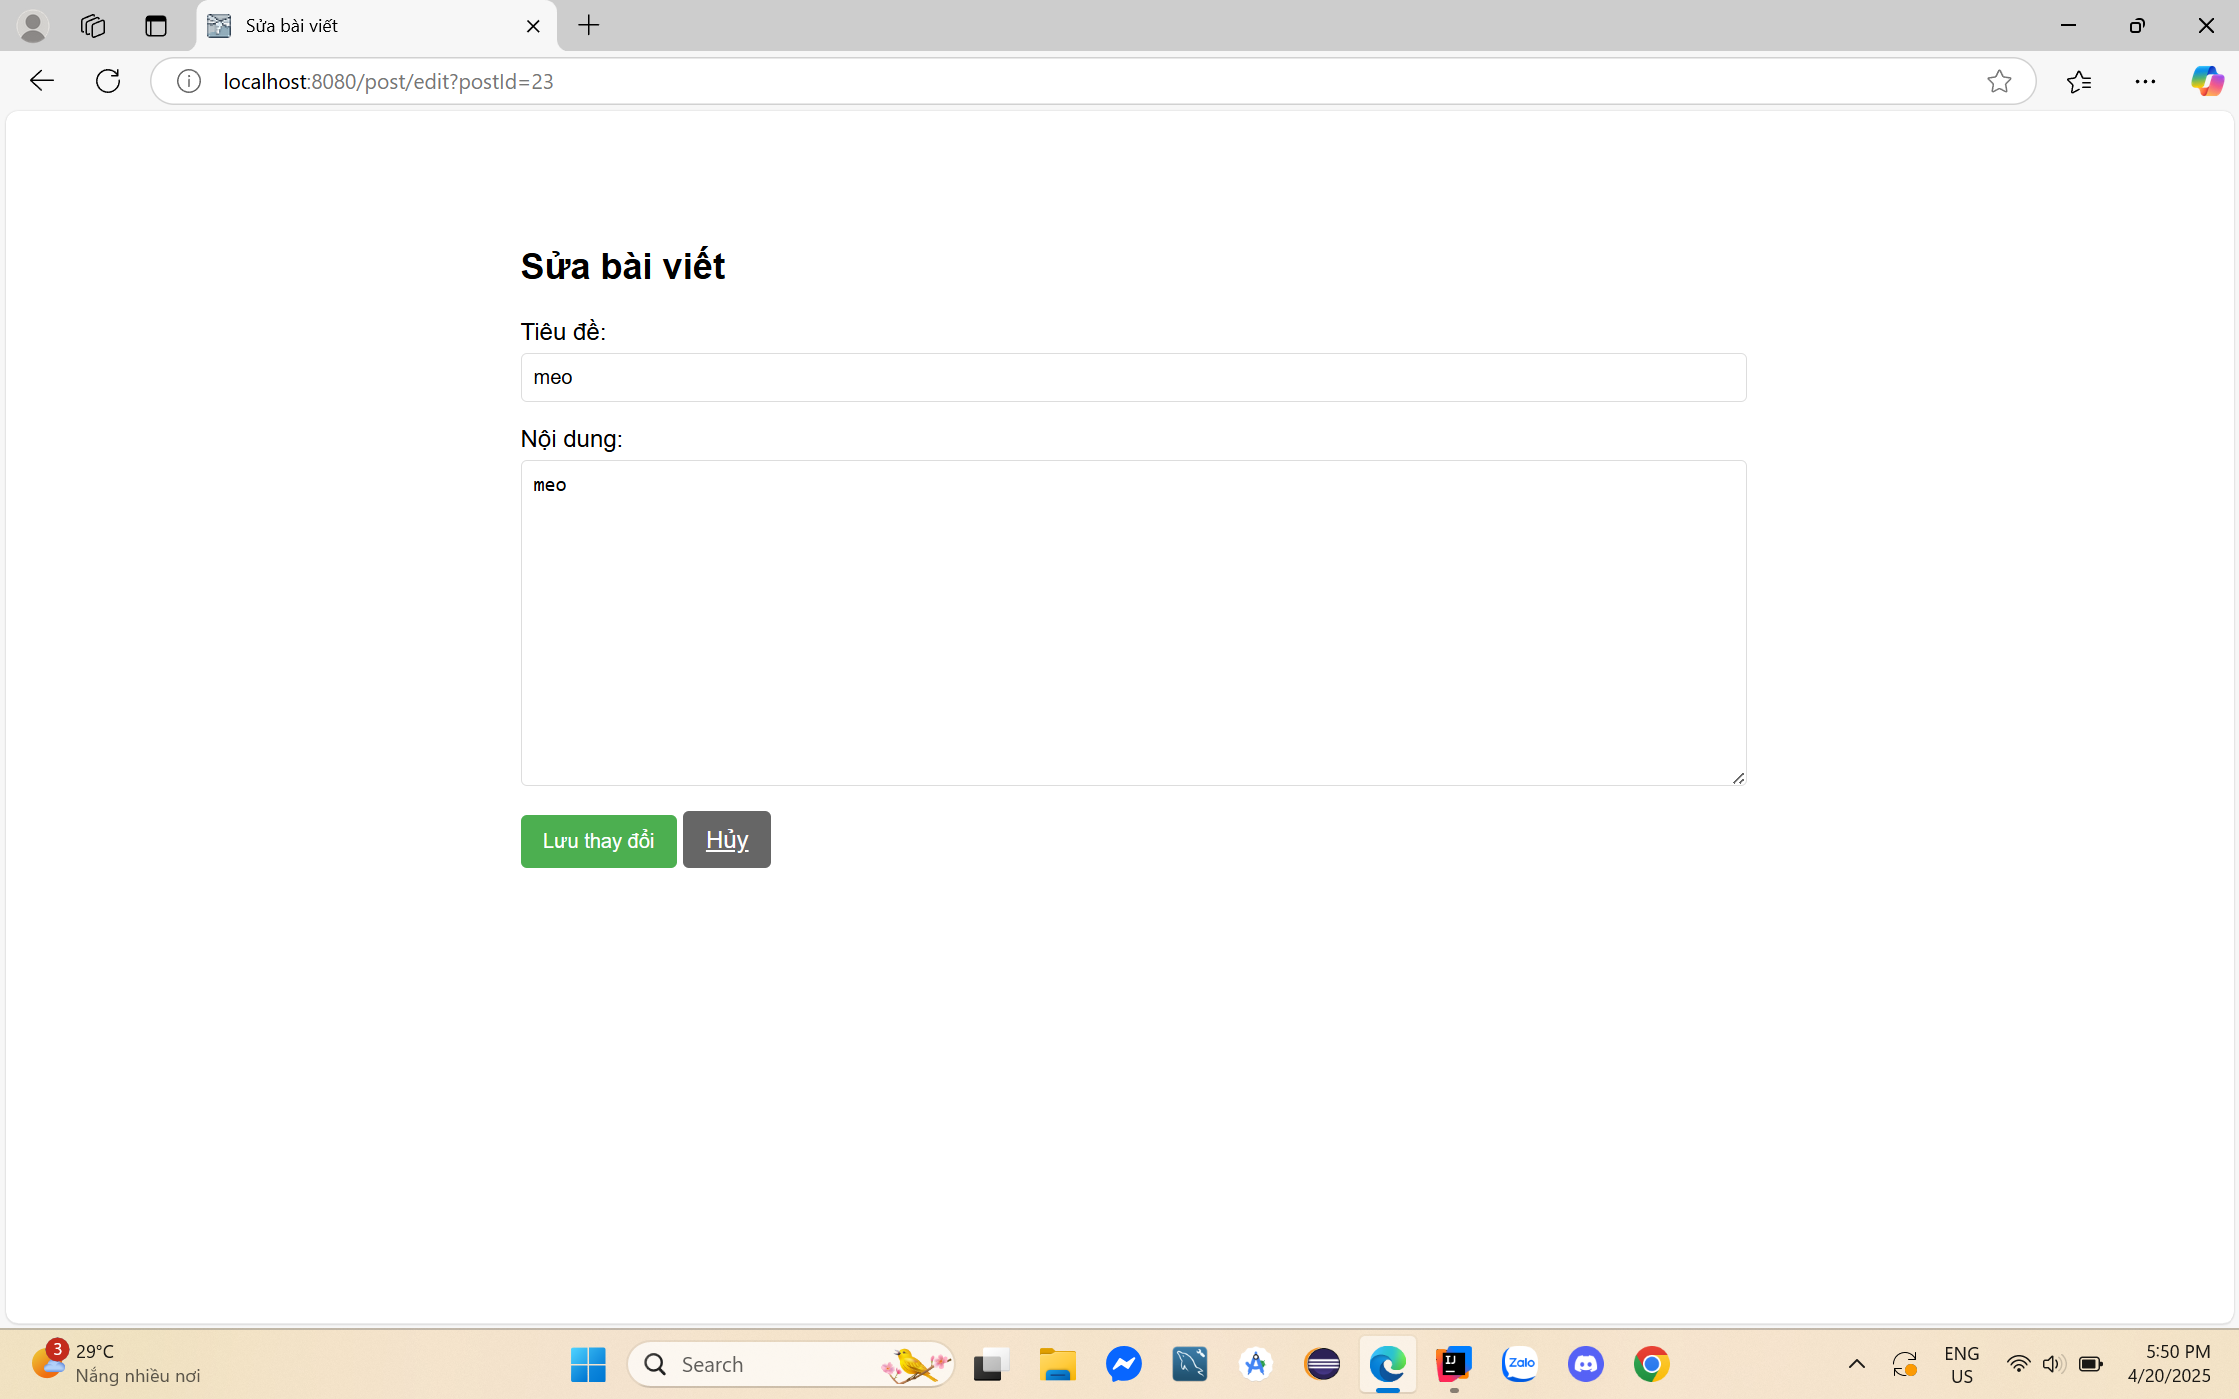 Sửa bài viết
localhost:8080/post/edit?postId=23
Sửa bài viết
Tiêu đề:
meo
Nội dung:
meo
Lưu thay đổi
Hủy
3
29°C
Nắng nhiều nơi
Search
IJ
Zalo
ENG
US
5:50 PM
4/20/2025